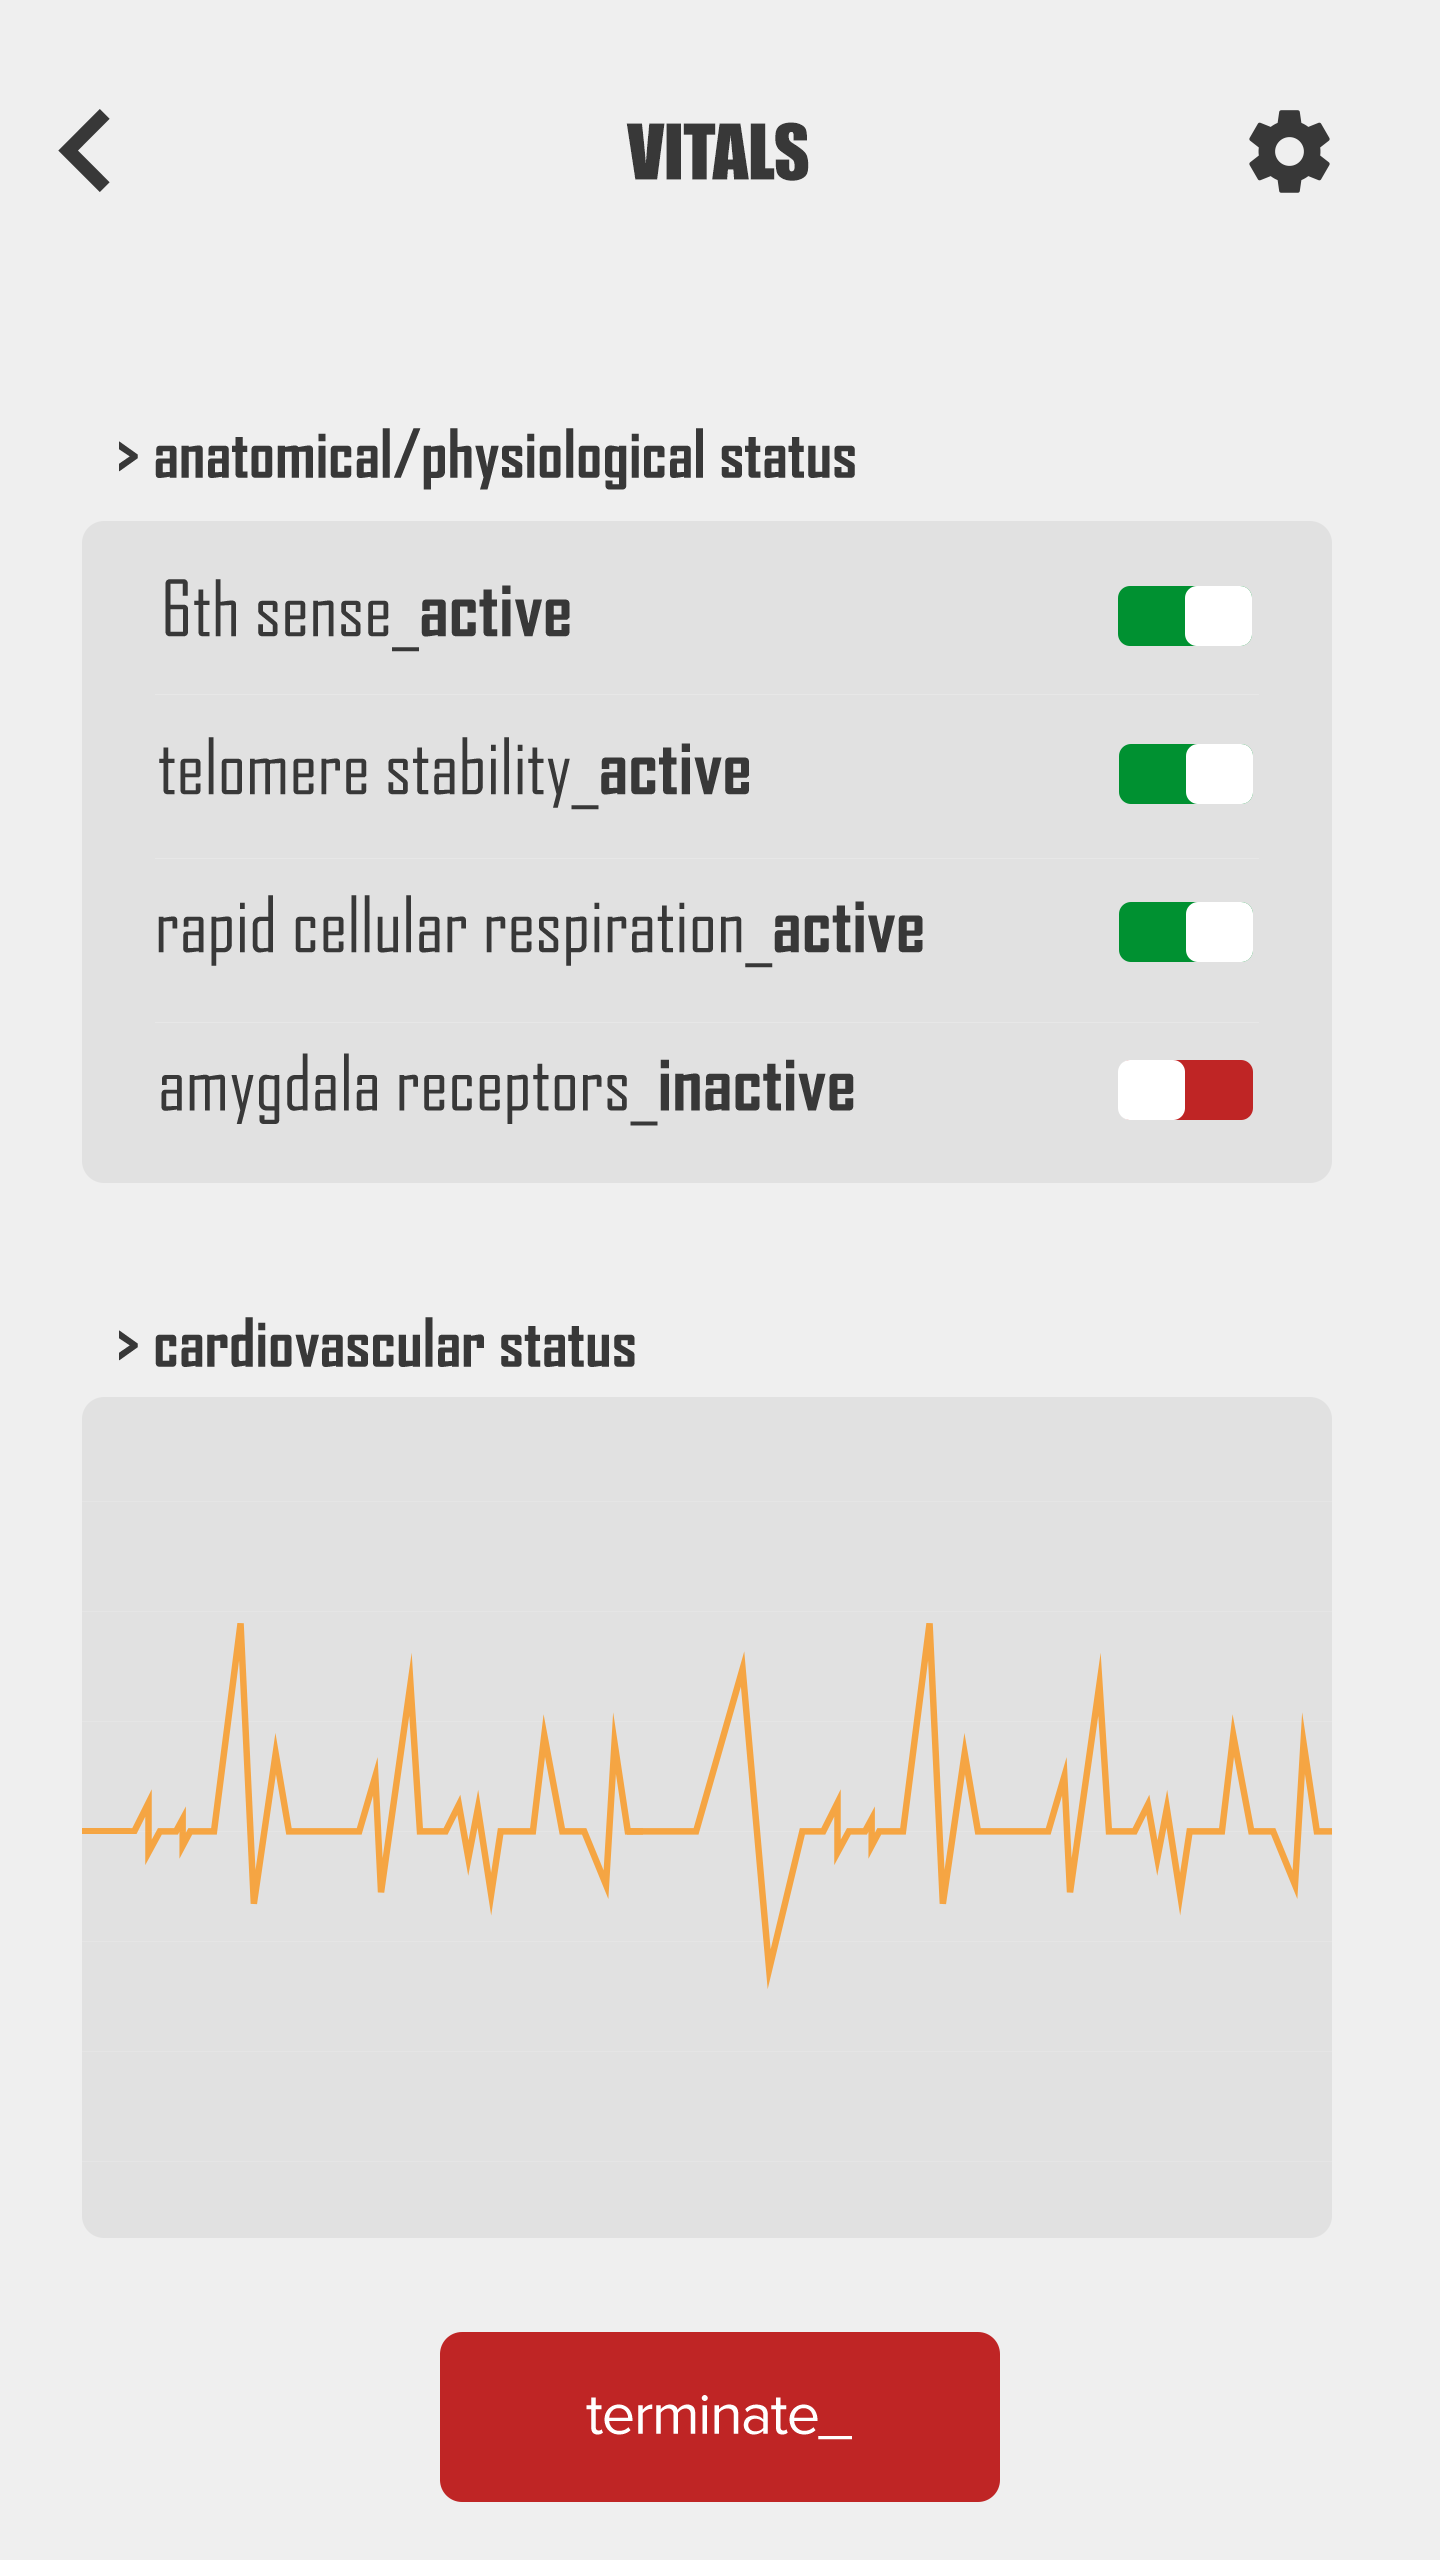 VITALS
> anatomical/physiological status
6th sense_active
telomere stability_active
rapid cellular respiration_active
amygdala receptors_inactive
> cardiovascular status
terminate_